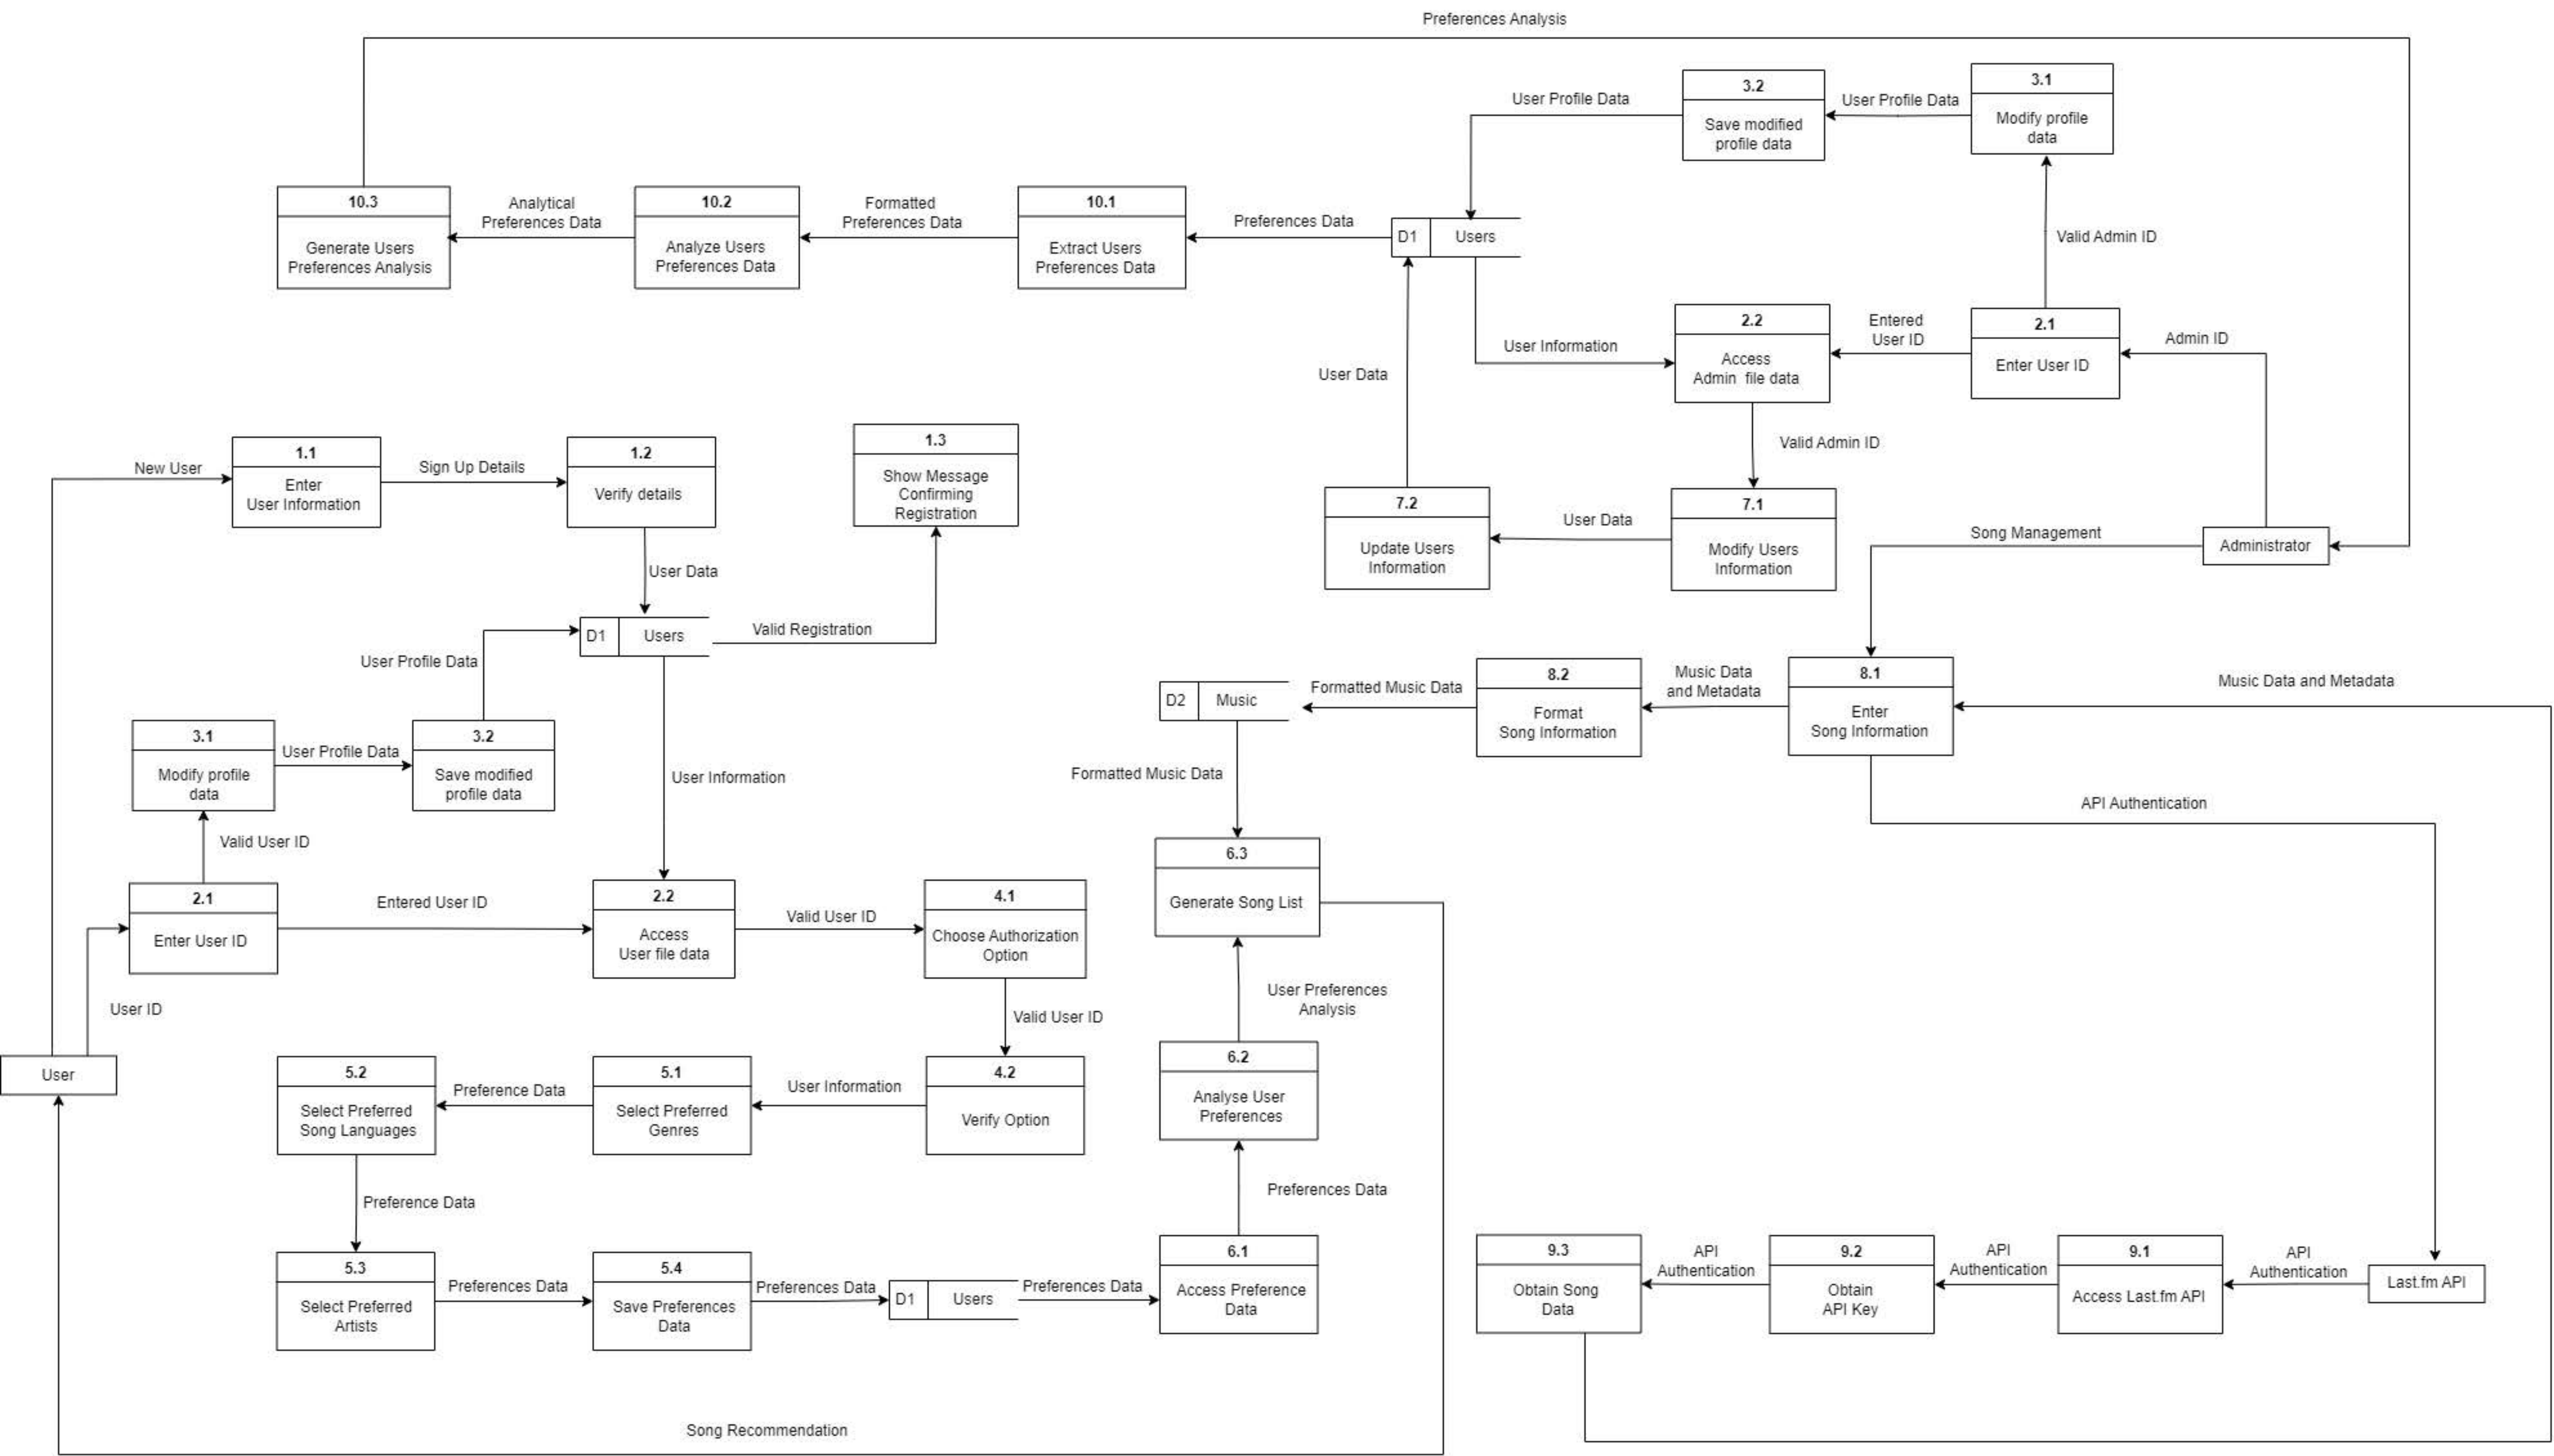 Preferences Analysis
3.1
Modify profile
data
User Profile Data
3.2
Save modified
profile data
User Profile Data
10.3
Generate Users
Preferences Analysis
Analytical
Preferences Data
10.2
Analyze Users
Preferences Data
Formatted
Preferences Data
10.1
Extract Users
Preferences Data
Preferences Data
D1
Users
Valid Admin ID
User Information
2.2
Access
Admin file data
Entered
User ID
2.1
Enter User ID
Admin ID
User Data
Valid Admin ID
New User
1.1
Enter
User Information
Sign Up Details
1.2
Verify details
1.3
Show Message
Confirming
Registration
7.2
Update Users
Information
User Data
7.1
Modify Users
Information
Song Management
Administrator
User Data
D1
Users
Valid Registration
User Profile Data
D2
Music
Formatted Music Data
8.2
Format
Song Information
Music Data
and Metadata
8.1
Enter
Song Information
Music Data and Metadata
3.1
Modify profile
data
User Profile Data
3.2
Save modified
profile data
User Information
Formatted Music Data
API Authentication
Valid User ID
6.3
Generate Song List
2.1
Enter User ID
Entered User ID
2.2
Access
User file data
Valid User ID
4.1
Choose Authorization
Option
User ID
Valid User ID
User Preferences
Analysis
User
5.2
Select Preferred
Song Languages
Preference Data
5.1
Select Preferred
Genres
User Information
4.2
Verify Option
6.2
Analyse User
Preferences
Preference Data
Preferences Data
5.3
Select Preferred
Artists
Preferences Data
5.4
Save Preferences
Data
Preferences Data
D1
Users
Preferences Data
6.1
Access Preference
Data
9.3
Obtain Song
Data
API
Authentication
9.2
Obtain
API Key
API
Authentication
9.1
Access Last.fm API
API
Authentication
Last.fm API
Song Recommendation